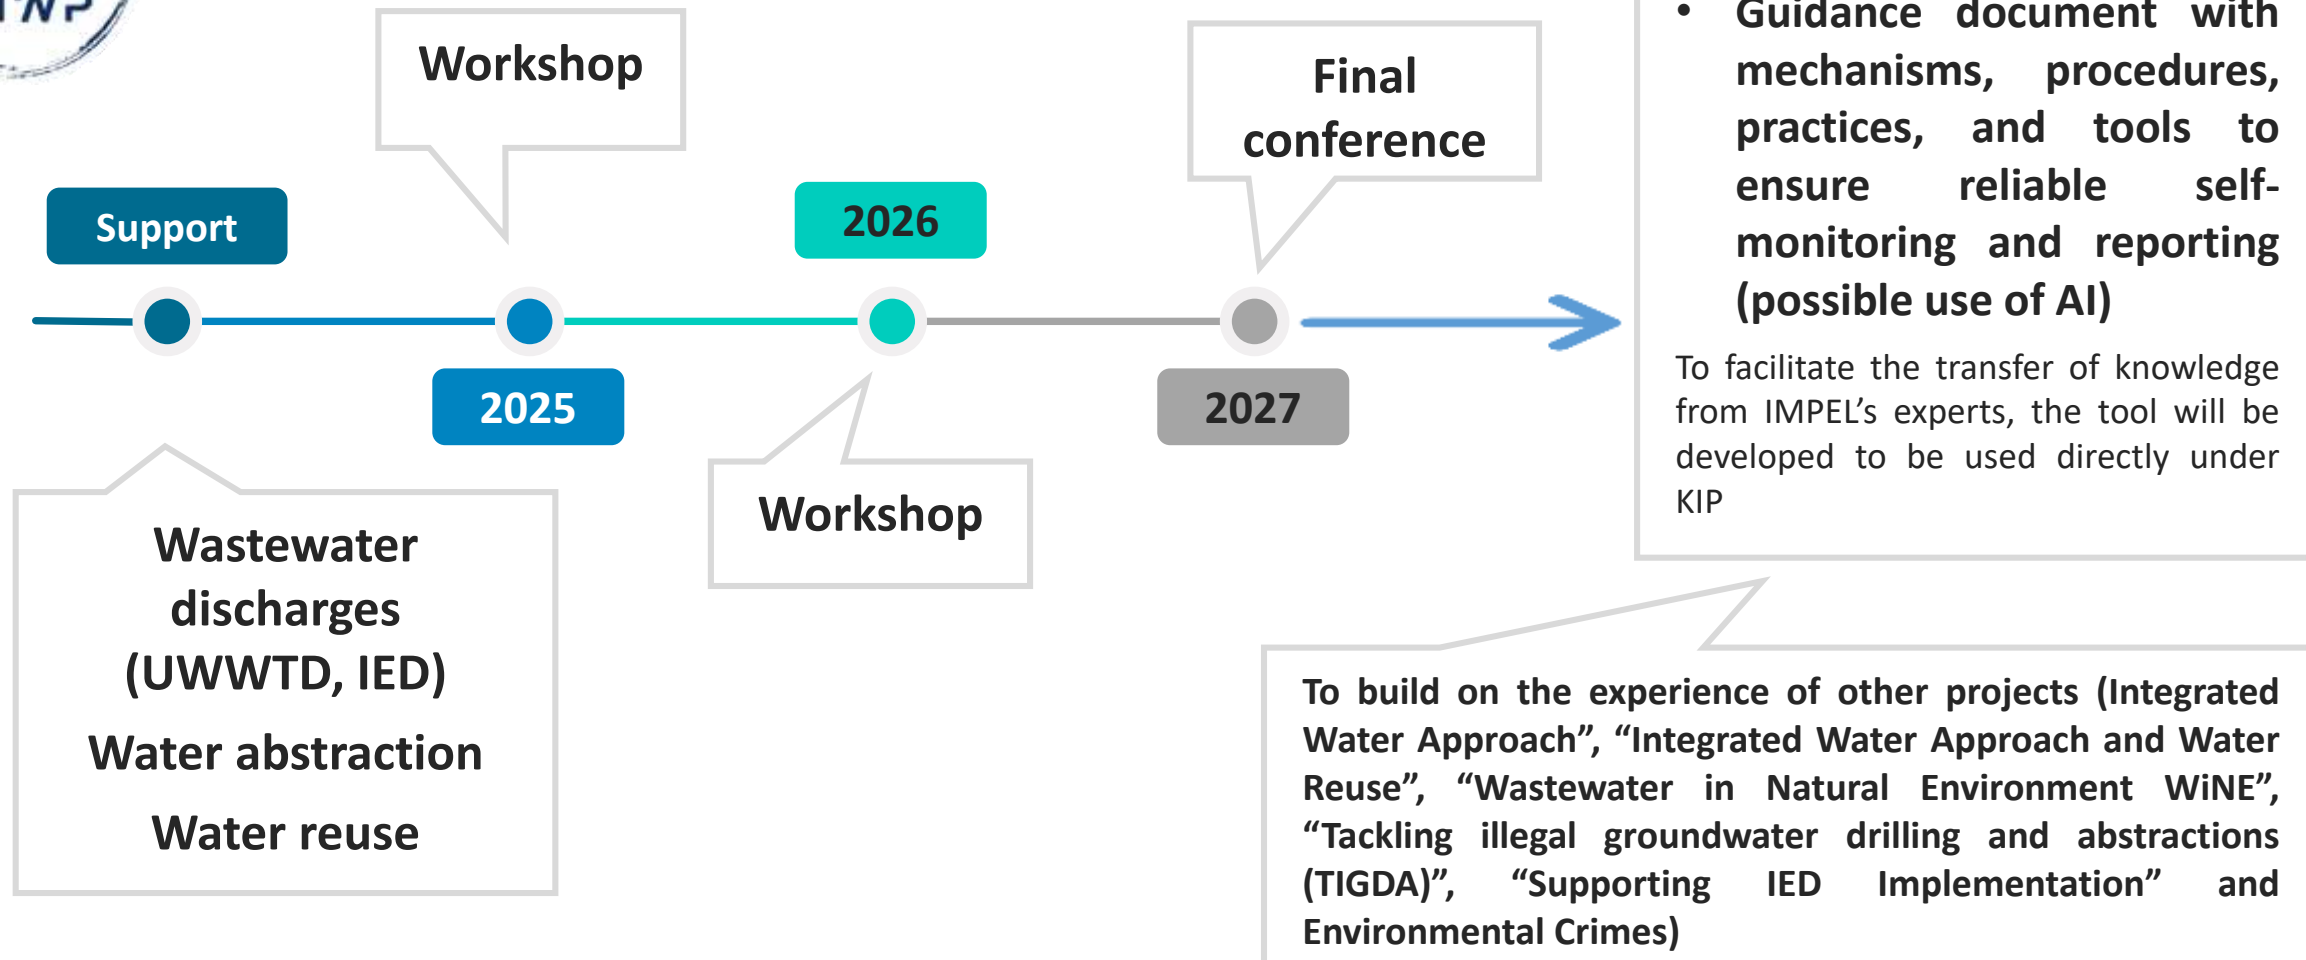 Workshop
Final
conference
Support
2026
2025
2027
Wastewater
discharges
(UWWTD, IED)
Water abstraction
Water reuse
Workshop
• Guidance document with
mechanisms, procedures,
practices, and tools to
ensure reliable self-
monitoring and reporting
(possible use of AI)
To facilitate the transfer of knowledge
from IMPEL’s experts, the tool will be
developed to be used directly under
KIP
To build on the experience of other projects (Integrated
Water Approach”, “Integrated Water Approach and Water
Reuse”, “Wastewater in Natural Environment WiNE”,
“Tackling illegal groundwater drilling and abstractions
(TIGDA)”, “Supporting IED Implementation” and
Environmental Crimes)